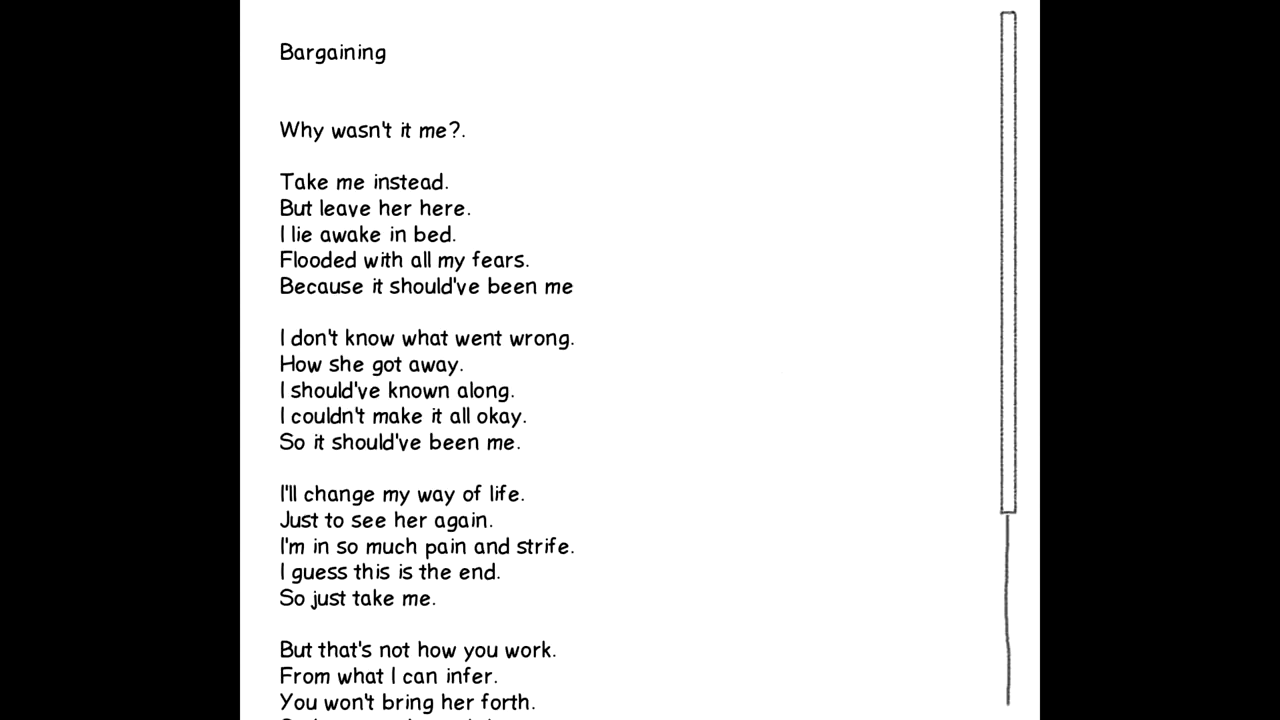 Bargaining
Why wasn't it me?.
Take me instead.
But leave her here.
I lie awake in bed.
Flooded with all my fears.
Because it should've been me
I don't know what went wrong.
How she got away.
I should've known along.
I couldn't make it all okay.
So it should've been me.
I'll change my way of life.
Just to see her again.
I'm in so much pain and strife.
I guess this is the end.
So just take me.
But that's not how you work.
From what I can infer.
You won't bring her forth.